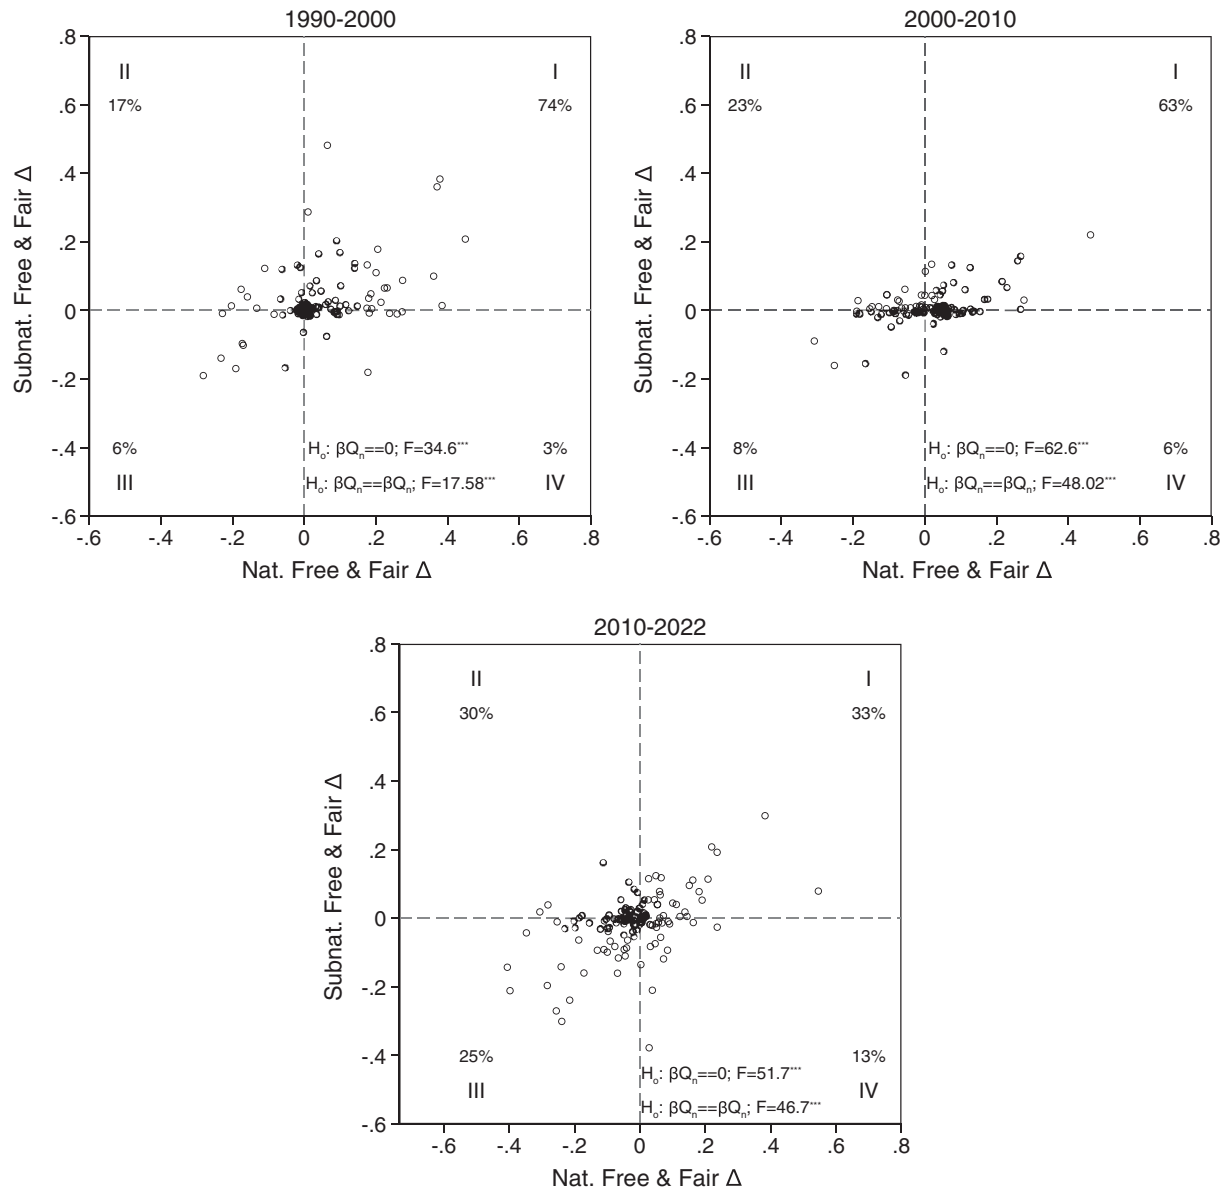 1990-2000
.8
.6
.4
.2
0
-.2
-.4
-.6
Subnat. Free & Fair Δ
II
17%
I
74%
6%
III
3%
IV
Hₒ: βQₙ==0; F=34.6***
Hₒ: βQₙ==βQₙ; F=17.58***
-.6 -.4 -.2 0 .2 .4 .6 .8
Nat. Free & Fair Δ
2000-2010
.8
.6
.4
.2
0
-.2
-.4
-.6
Subnat. Free & Fair Δ
II
23%
I
63%
8%
III
6%
IV
Hₒ: βQₙ==0; F=62.6***
Hₒ: βQₙ==βQₙ; F=48.02***
-.6 -.4 -.2 0 .2 .4 .6 .8
Nat. Free & Fair Δ
2010-2022
.8
.6
.4
.2
0
-.2
-.4
-.6
Subnat. Free & Fair Δ
II
30%
I
33%
25%
III
13%
IV
Hₒ: βQₙ==0; F=51.7***
Hₒ: βQₙ==βQₙ; F=46.7***
-.6 -.4 -.2 0 .2 .4 .6 .8
Nat. Free & Fair Δ